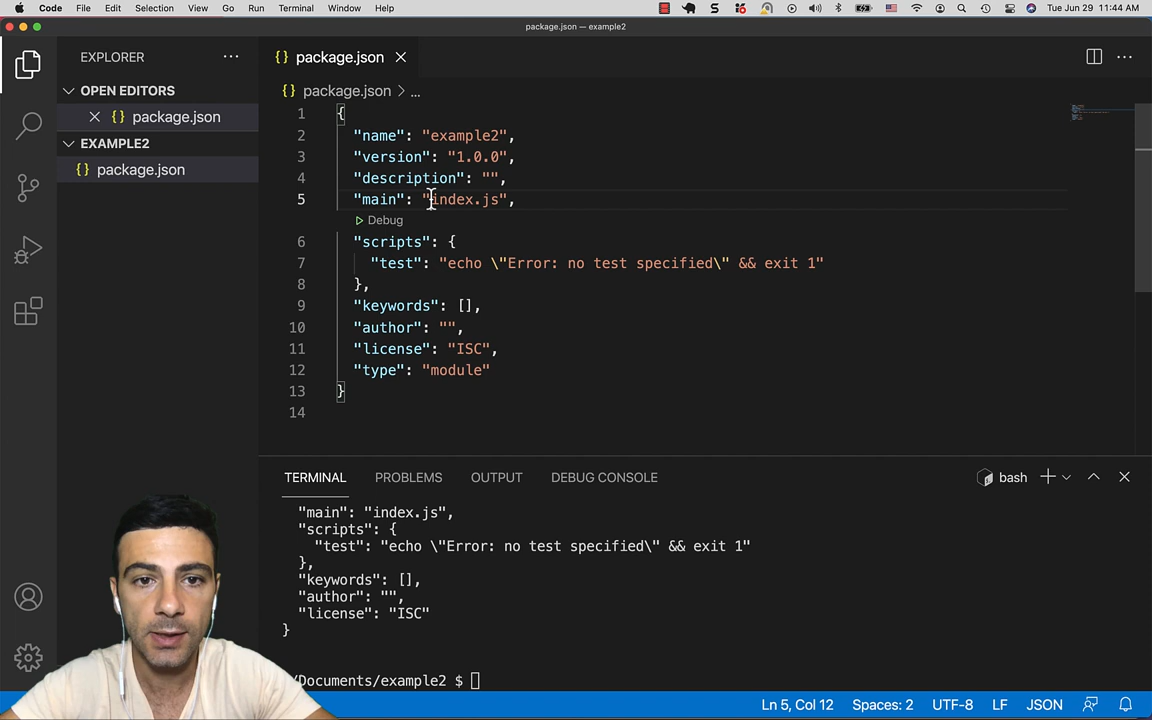 Code File Edit Selection View Go Run Terminal Window Help Tue Jun 29 11:44 AM
package.json — example2
EXPLORER ...
package.json
OPEN EDITORS
package.json
EXAMPLE2
package.json
{} package.json > ...
1 {
2 "name": "example2",
3 "version": "1.0.0",
4 "description": "",
5 "main": "index.js",
Debug
6 "scripts": {
7 "test": "echo \"Error: no test specified\" && exit 1"
8 },
9 "keywords": [],
10 "author": "",
11 "license": "ISC",
12 "type": "module"
13 }
14
TERMINAL PROBLEMS OUTPUT DEBUG CONSOLE bash
"main": "index.js",
"scripts": {
"test": "echo \"Error: no test specified\" && exit 1"
},
"keywords": [],
"author": "",
"license": "ISC"
}
/Documents/example2 $
Ln 5, Col 12 Spaces: 2 UTF-8 LF JSON